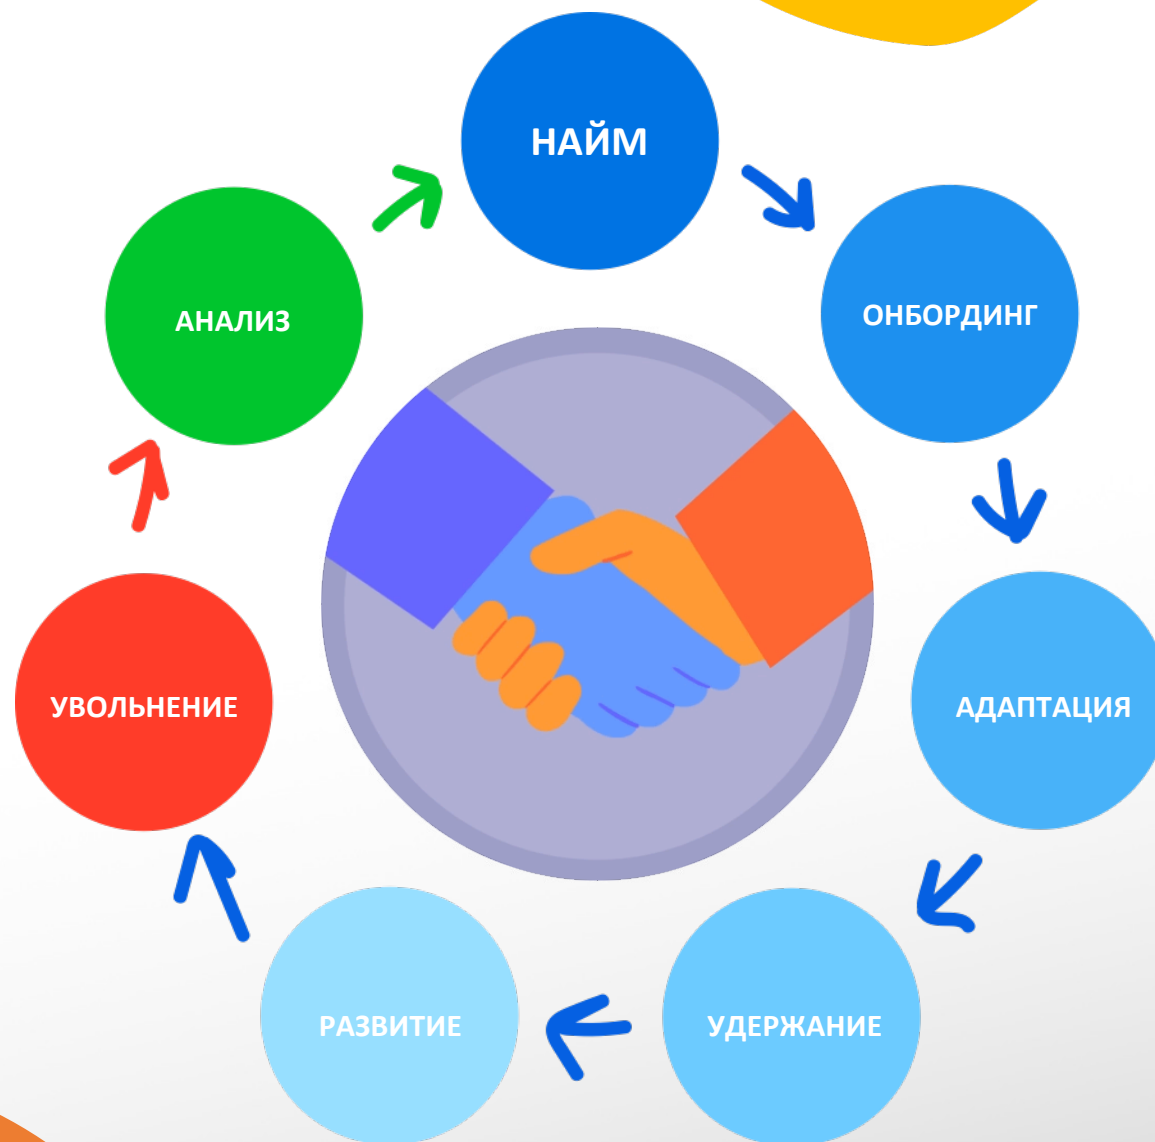 НАЙМ
ОНБОРДИНГ
АДАПТАЦИЯ
УДЕРЖАНИЕ
РАЗВИТИЕ
УВОЛЬНЕНИЕ
АНАЛИЗ